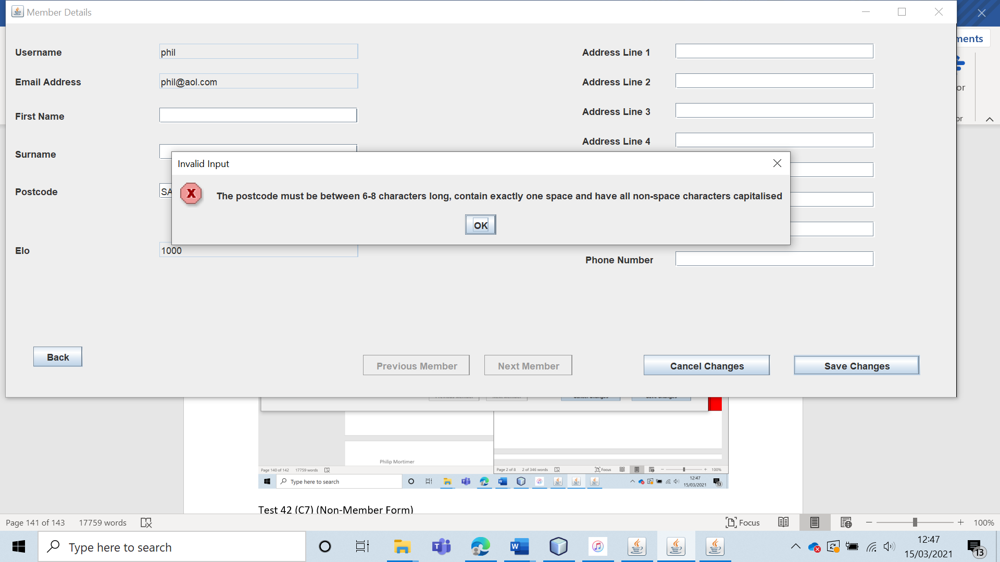 Member Details
ments
Username
phil
Address Line 1
Email Address
phil@aol.com
Address Line 2
or
First Name
Address Line 3
or
Address Line 4
Surname
Invalid Input
Postcode
SA
The postcode must be between 6-8 characters long, contain exactly one space and have all non-space characters capitalised
OK
Elo
1000
Phone Number
Back
Previous Member
Next Member
Cancel Changes
Save Changes
Philip Mortimer
Page 140 of 142 17759 words
Page 2 of 8 2 of 346 words
Focus
100%
Type here to search
12:47
15/03/2021
13
Test 42 (C7) (Non-Member Form)
Page 141 of 143 17759 words
Focus
100%
Type here to search
12:47
15/03/2021
13